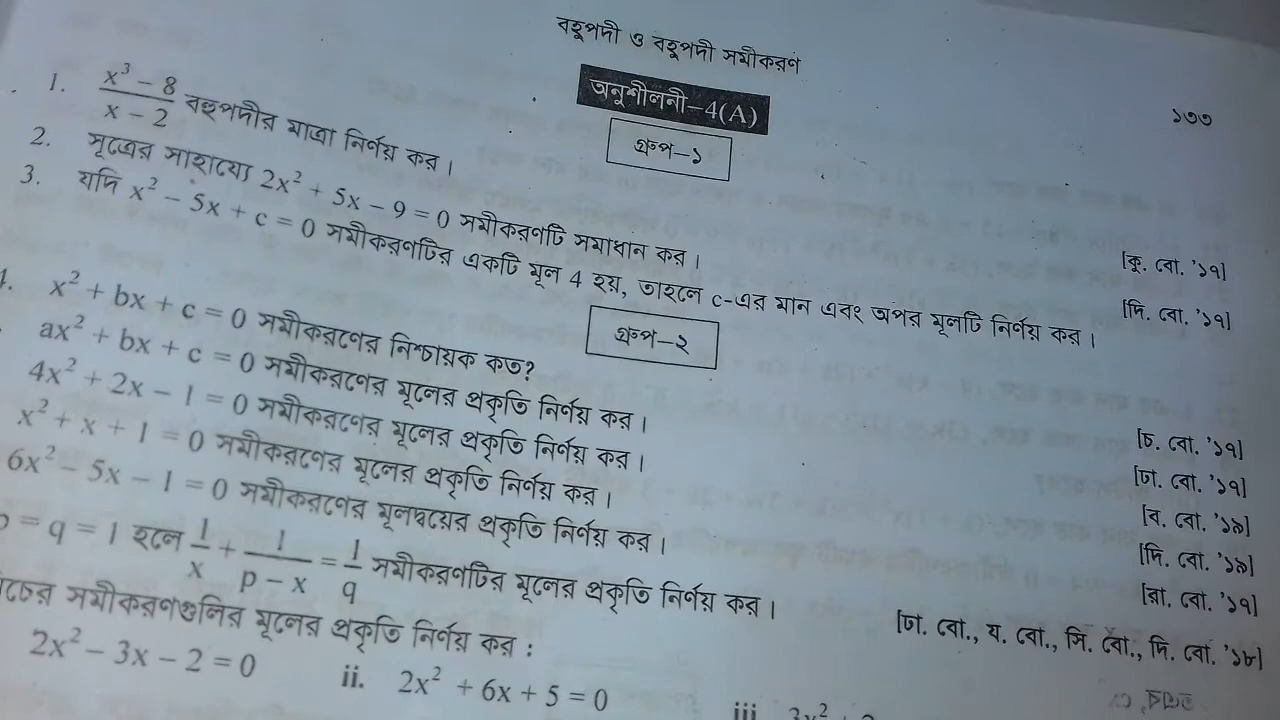 বহুপদী ও বহুপদী সমীকরণ
১৩৩
অনুশীলনী–4(A)
গ্রুপ–১
1. (x³ – 8)/(x – 2) বহুপদীর মাত্রা নির্ণয় কর।
2. সূত্রের সাহায্যে 2x² + 5x – 9 = 0 সমীকরণটি সমাধান কর। [কু. বো. '১৭]
3. যদি x² – 5x + c = 0 সমীকরণটির একটি মূল 4 হয়, তাহলে c-এর মান এবং অপর মূলটি নির্ণয় কর। [দি. বো. '১৭]
গ্রুপ–২
x² + bx + c = 0 সমীকরণের নিশ্চায়ক কত? [চ. বো. '১৭]
ax² + bx + c = 0 সমীকরণের মূলের প্রকৃতি নির্ণয় কর। [ঢা. বো. '১৭]
4x² + 2x – 1 = 0 সমীকরণের মূলের প্রকৃতি নির্ণয় কর। [ব. বো. '১৯]
x² + x + 1 = 0 সমীকরণের মূলের প্রকৃতি নির্ণয় কর। [দি. বো. '১৯]
6x² – 5x – 1 = 0 সমীকরণের মূলদ্বয়ের প্রকৃতি নির্ণয় কর। [রা. বো. '১৭]
= q = 1 হলে 1/x + 1/(p – x) = 1/q সমীকরণটির মূলের প্রকৃতি নির্ণয় কর। [ঢা. বো., য. বো., সি. বো., দি. বো. '১৮]
সমীকরণগুলির মূলের প্রকৃতি নির্ণয় কর :
2x² – 3x – 2 = 0 ii. 2x² + 6x + 5 = 0 iii